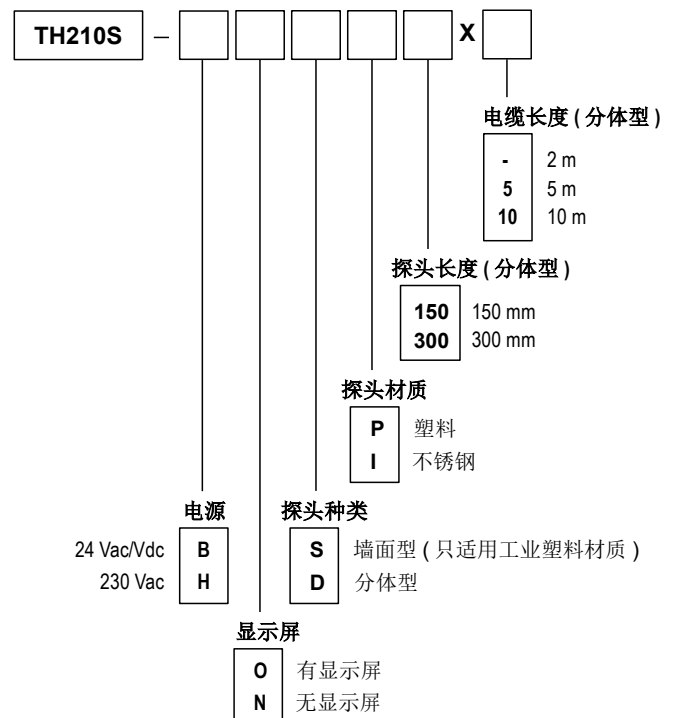 TH210S – X
电缆长度 ( 分体型 )
- 2 m
5 5 m
10 10 m
探头长度 ( 分体型 )
150 150 mm
300 300 mm
探头材质
P 塑料
I 不锈钢
电源
24 Vac/Vdc B
230 Vac H
探头种类
S 墙面型 ( 只适用工业塑料材质 )
D 分体型
显示屏
O 有显示屏
N 无显示屏